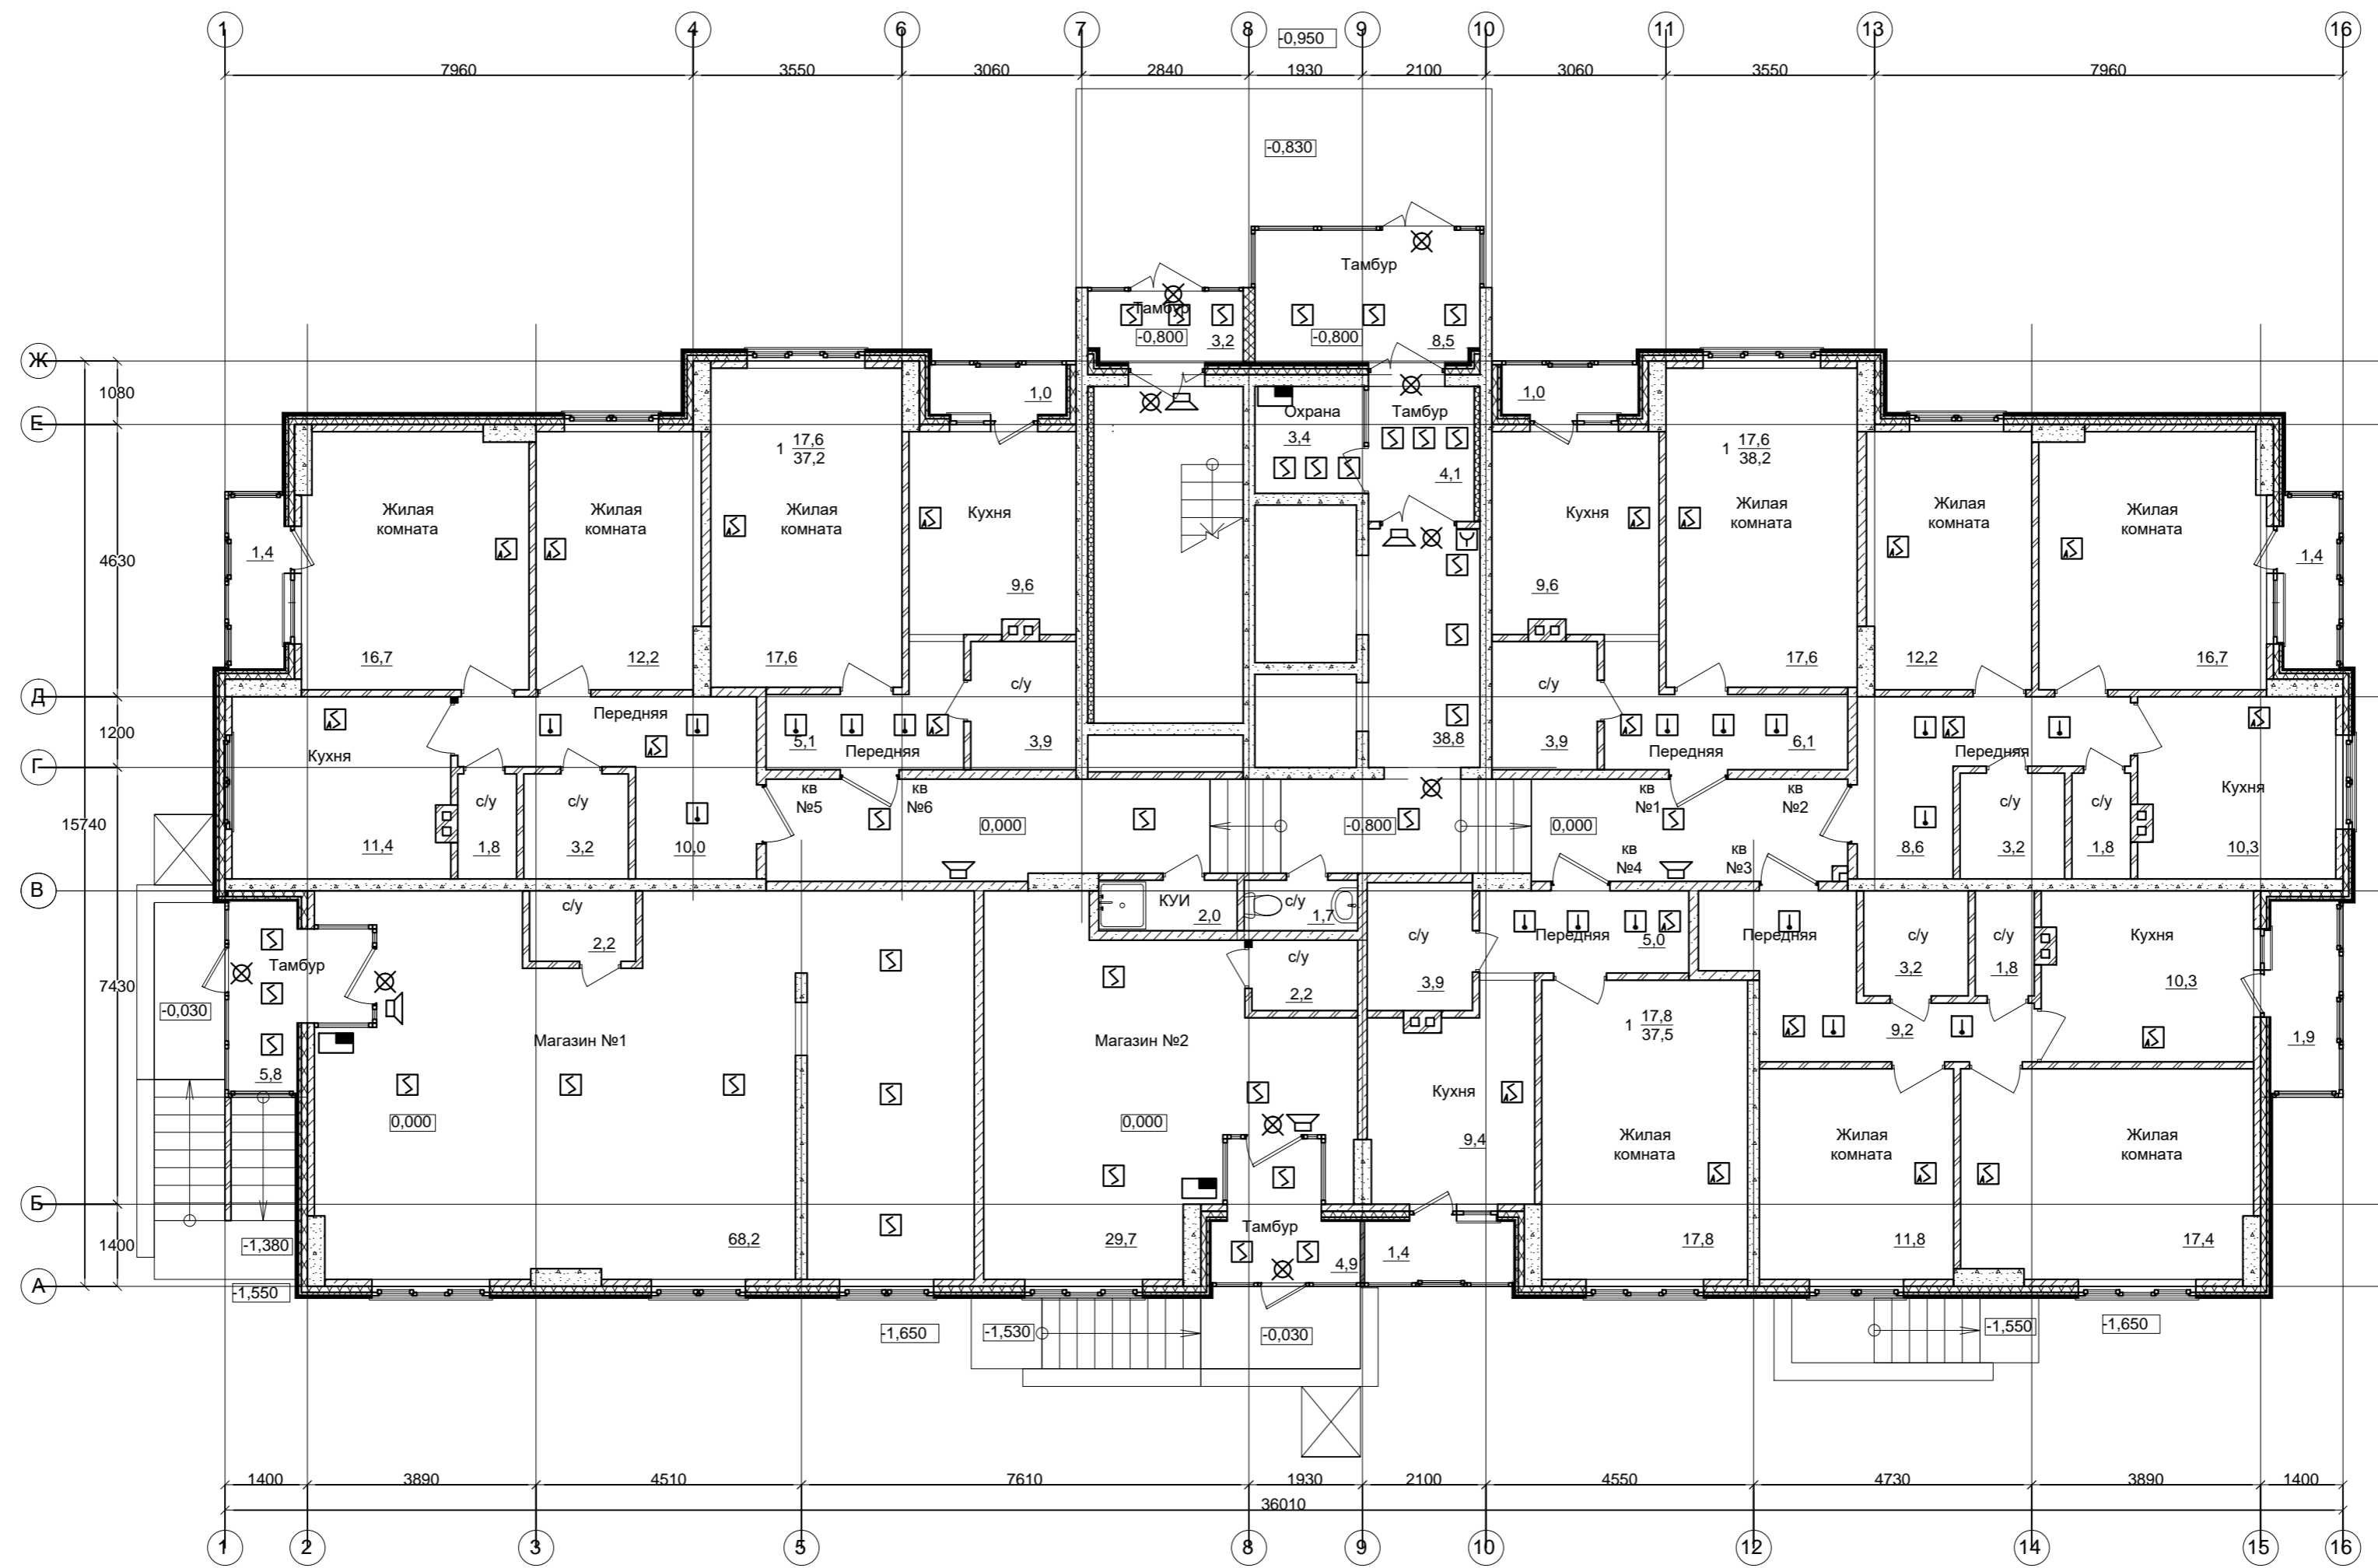 1 4 6 7 8 9 10 11 13 16
-0,950
7960 3550 3060 2840 1930 2100 3060 3550 7960
-0,830
Тамбур
Тамбур
-0,800 3,2 -0,800 8,5
Ж
1080
1,0 1,0
Е
Охрана Тамбур
3,4
4,1
1 17,6
37,2
1 17,6
38,2
Жилая
комната
Жилая
комната
Жилая
комната
Кухня
Кухня
Жилая
комната
Жилая
комната
Жилая
комната
4630
1,4 1,4
9,6 9,6
16,7 12,2 17,6 17,6 12,2 16,7
с/у с/у
Д
1200
Передняя
5,1 Передняя 3,9 38,8 3,9 Передняя 6,1 Передняя
Кухня
Г
Кухня
с/у с/у
кв
№5
кв
№6
кв
№1
кв
№2
с/у с/у
15740
0,000 -0,800 0,000
11,4 1,8 3,2 10,0
кв
№4
кв
№3
8,6 3,2 1,8 10,3
В
с/у КУИ 2,0 с/у 1,7
2,2
с/у с/у
Передняя 5,0 Передняя
с/у с/у Кухня
Тамбур
2,2 3,9 3,2 1,8 10,3
7430
-0,030
1 17,8
37,5
9,2
Магазин №1 Магазин №2
1,9
5,8
Кухня
0,000 0,000
9,4
Жилая
комната
Жилая
комната
Жилая
комната
Б
Тамбур
1400
-1,380
68,2 29,7 4,9 1,4 17,8 11,8 17,4
А
-1,550
-1,650 -1,530 -0,030 -1,550 -1,650
1400 3890 4510 7610 1930 2100 4550 4730 3890 1400
36010
1 2 3 5 8 9 10 12 14 15 16